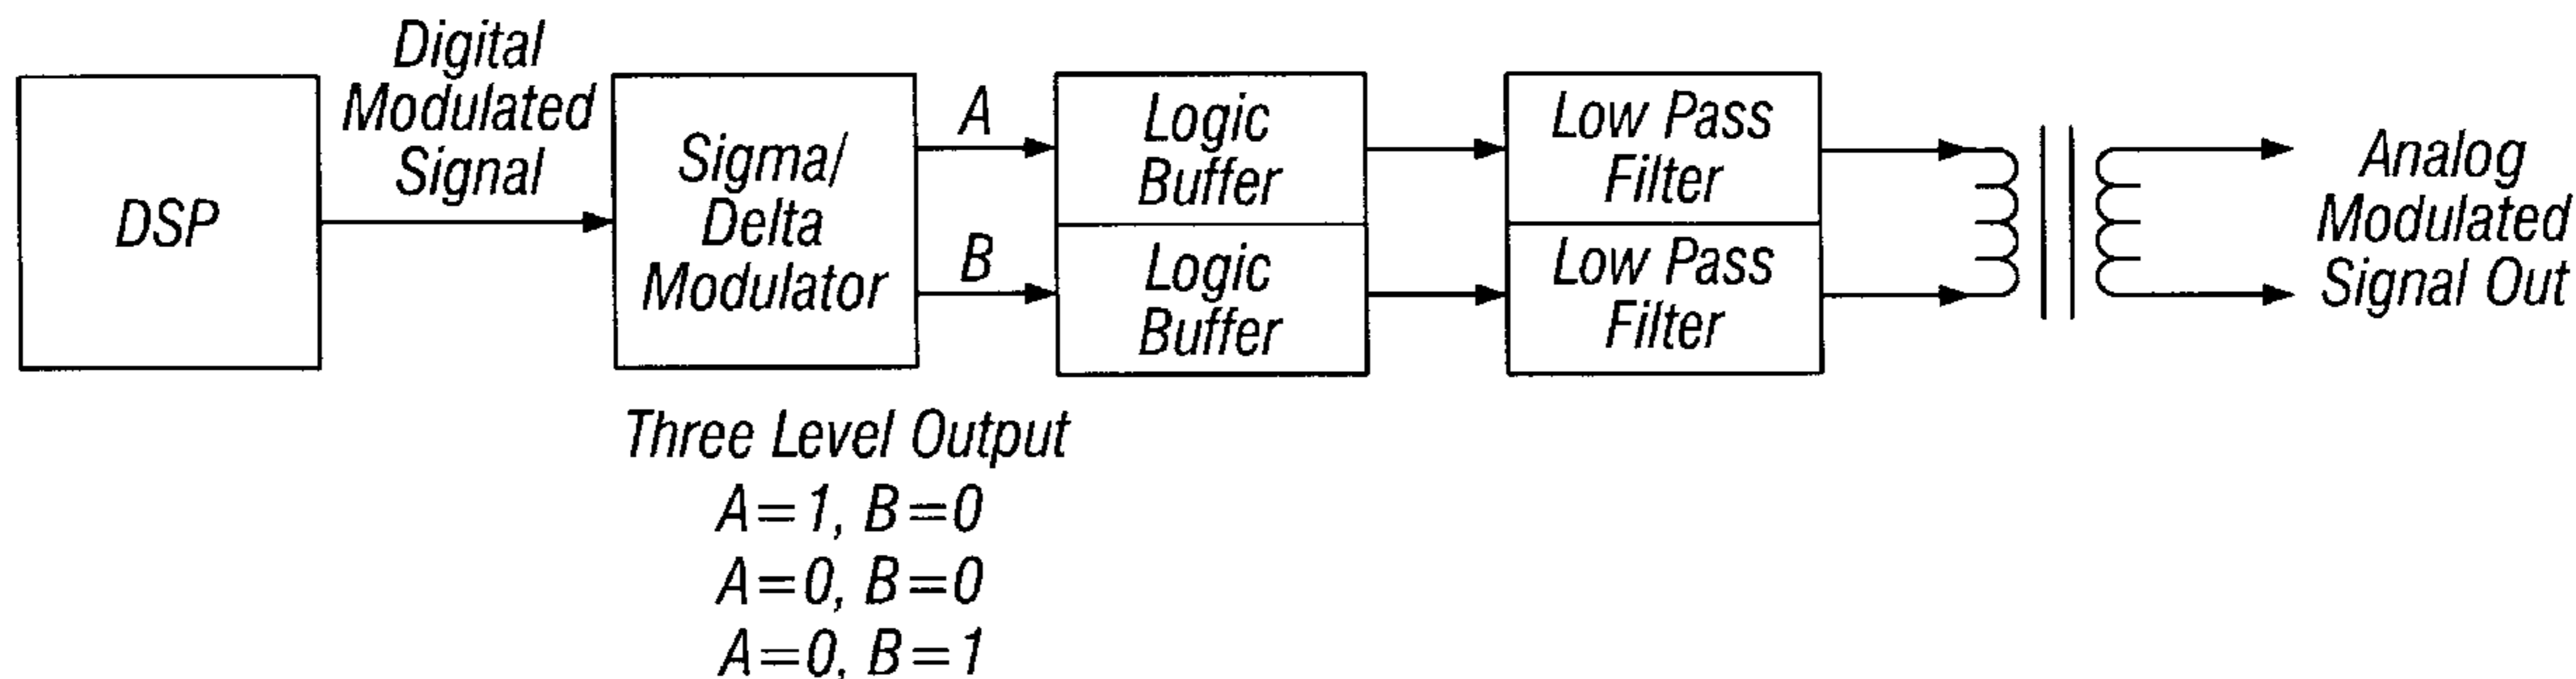 DSP
Digital
Modulated
Signal
Sigma/
Delta
Modulator
A
B
Logic
Buffer
Logic
Buffer
Low Pass
Filter
Low Pass
Filter
Analog
Modulated
Signal Out
Three Level Output
A=1, B=0
A=0, B=0
A=0, B=1